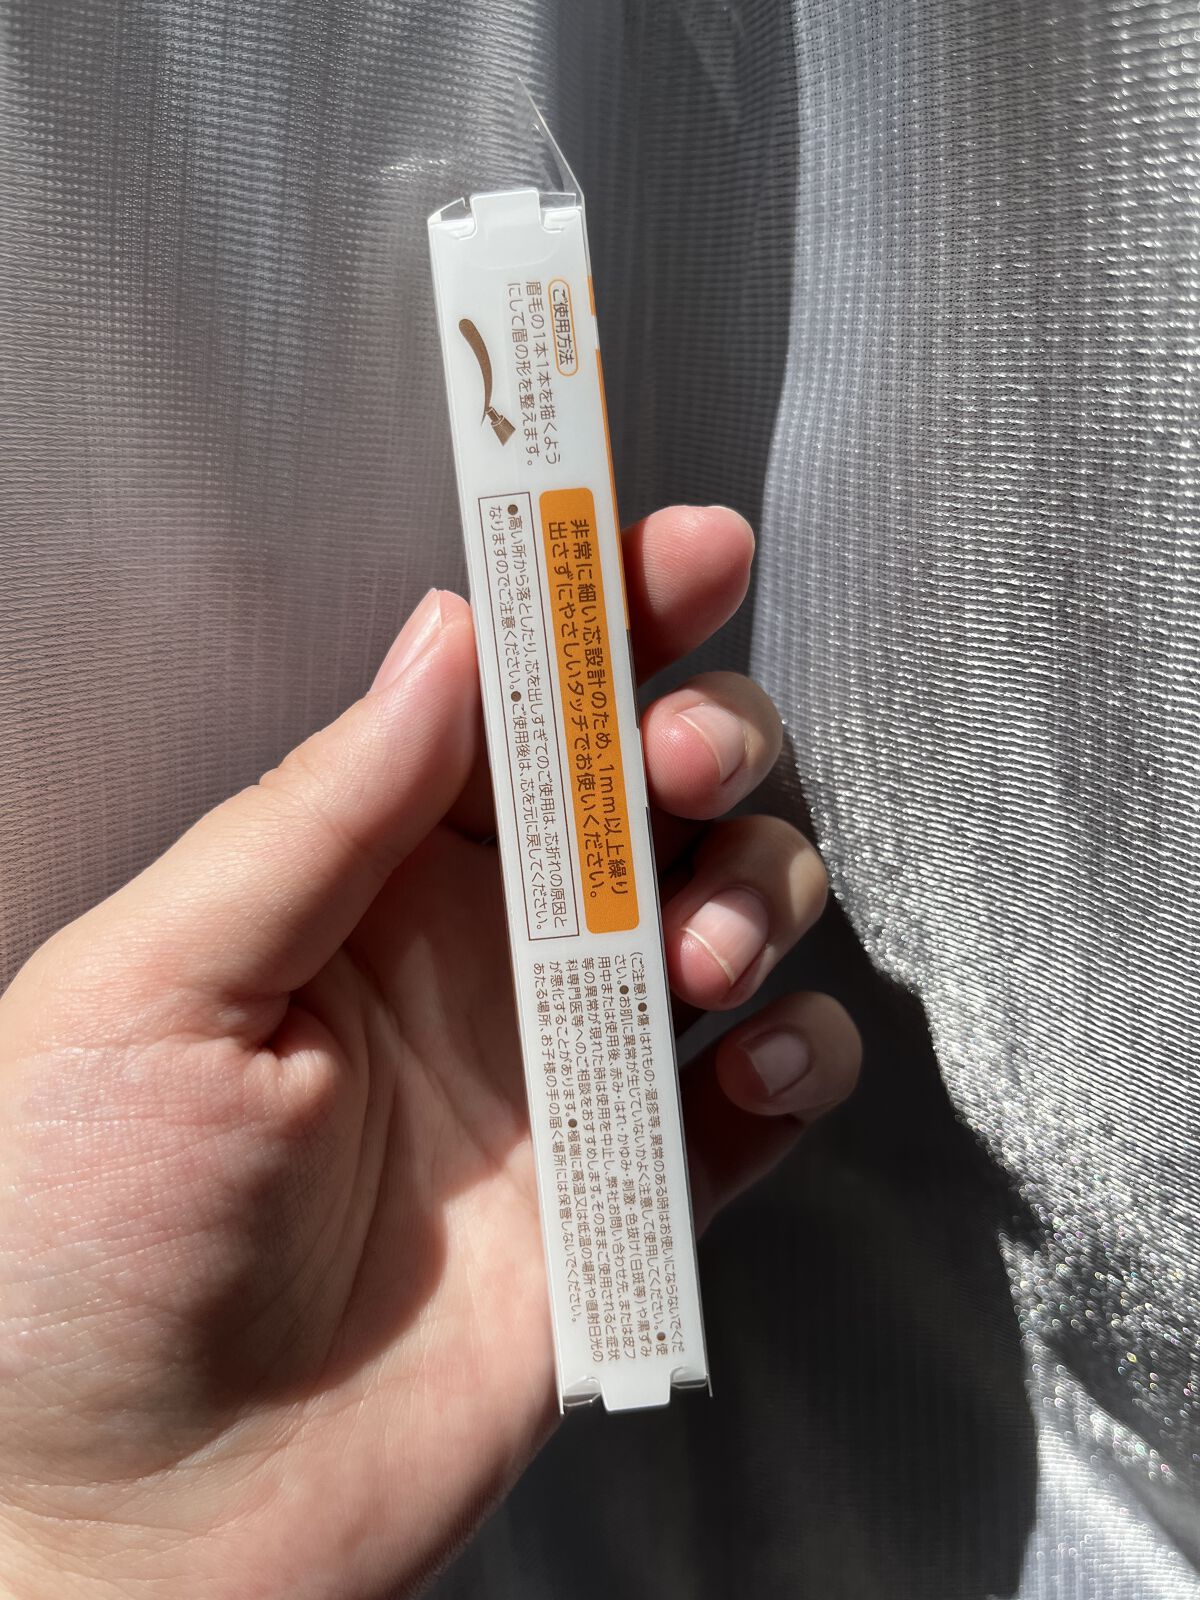 ご使用方法
眉毛の1本1本を描くよう
にして眉の形を整えます。
非常に細い芯設計のため、1mm以上繰り
出さずにやさしいタッチでお使いください。
●高い所から落としたり、芯を出しすぎてのご使用は、芯折れの原因と
なりますのでご注意ください。●ご使用後は、芯を元に戻してください。
(ご注意)●傷・はれもの・湿疹等、異常のある時はお使いにならないでくだ
さい。●お肌に異常が生じていないかよく注意して使用してください。●使
用中または使用後、赤み・はれ・かゆみ・刺激・色抜け(白斑等)や黒ずみ
等の異常が現れた時は使用を中止し、弊社お問い合わせ先、または皮フ
科専門医等へのご相談をおすすめします。そのままご使用されると症状
が悪化することがあります。●極端に高温又は低温の場所や直射日光の
あたる場所、お子様の手の届く場所には保管しないでください。